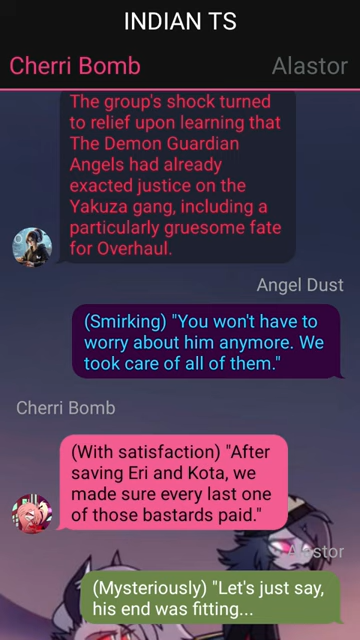 INDIAN TS
Cherri Bomb Alastor
The group's shock turned
to relief upon learning that
The Demon Guardian
Angels had already
exacted justice on the
Yakuza gang, including a
particularly gruesome fate
for Overhaul.
Angel Dust
(Smirking) "You won't have to
worry about him anymore. We
took care of all of them."
Cherri Bomb
(With satisfaction) "After
saving Eri and Kota, we
made sure every last one
of those bastards paid."
Alastor
(Mysteriously) "Let's just say,
his end was fitting...